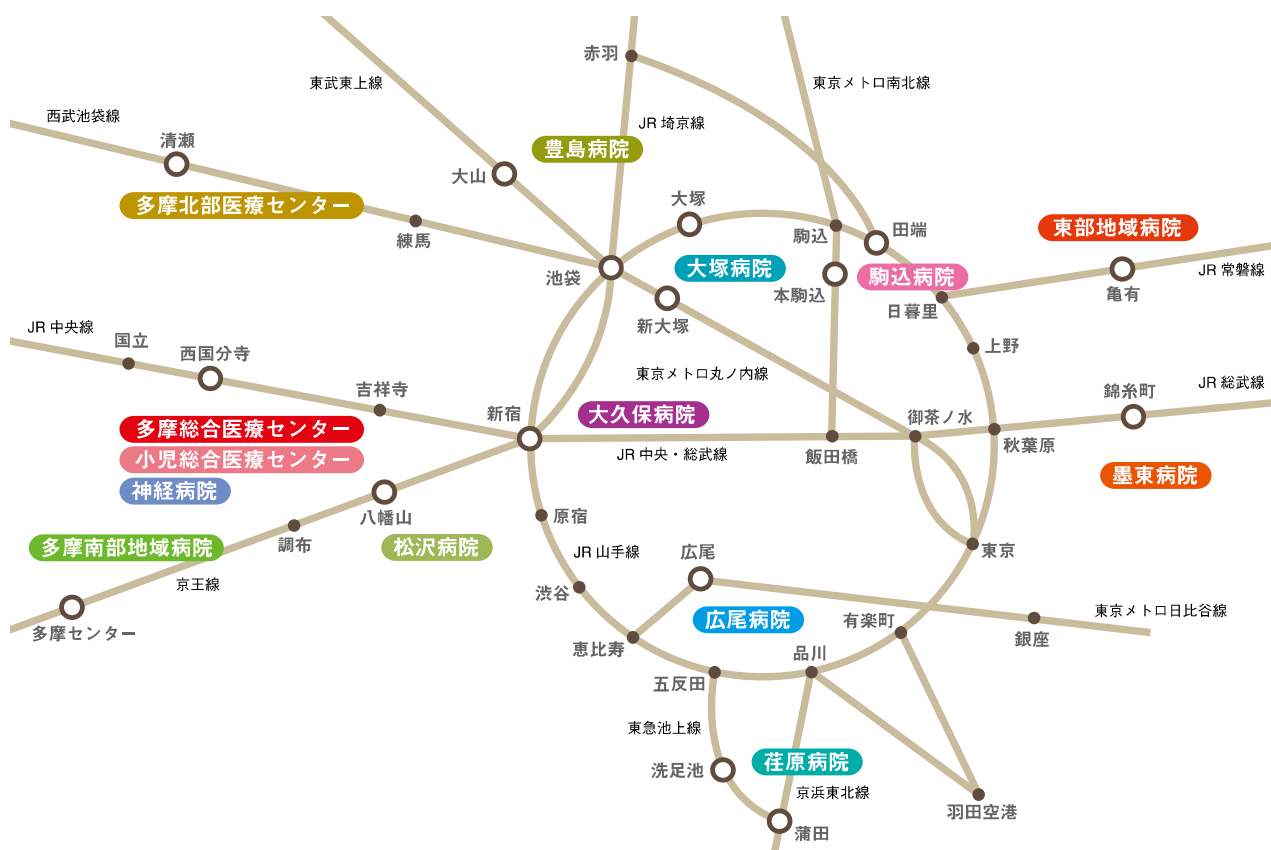 赤羽
東武東上線
東京メトロ南北線
西武池袋線
JR 埼京線
清瀬
豊島病院
大山
多摩北部医療センター
大塚
練馬
駒込
田端
東部地域病院
池袋
大塚病院
本駒込
駒込病院
JR 常磐線
亀有
日暮里
新大塚
JR 中央線
国立
西国分寺
上野
東京メトロ丸ノ内線
吉祥寺
錦糸町
JR 総武線
新宿
大久保病院
御茶ノ水
多摩総合医療センター
秋葉原
JR 中央・総武線
飯田橋
小児総合医療センター
墨東病院
神経病院
八幡山
原宿
調布
多摩南部地域病院
松沢病院
JR 山手線
広尾
東京
京王線
渋谷
多摩センター
広尾病院
有楽町
東京メトロ日比谷線
銀座
恵比寿
品川
五反田
東急池上線
洗足池
荏原病院
京浜東北線
羽田空港
蒲田